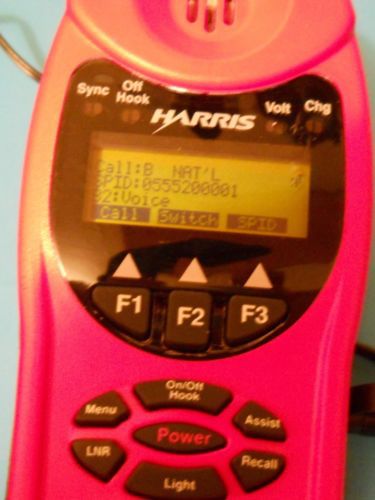 Sync
Off
Hook
Volt
Chg
HARRIS
Call:B NAT'L
SPID:0555200001
B2:Voice
Call Switch SPID
F1 F2 F3
On/Off
Hook
Menu
Assist
Power
LNR
Recall
Light